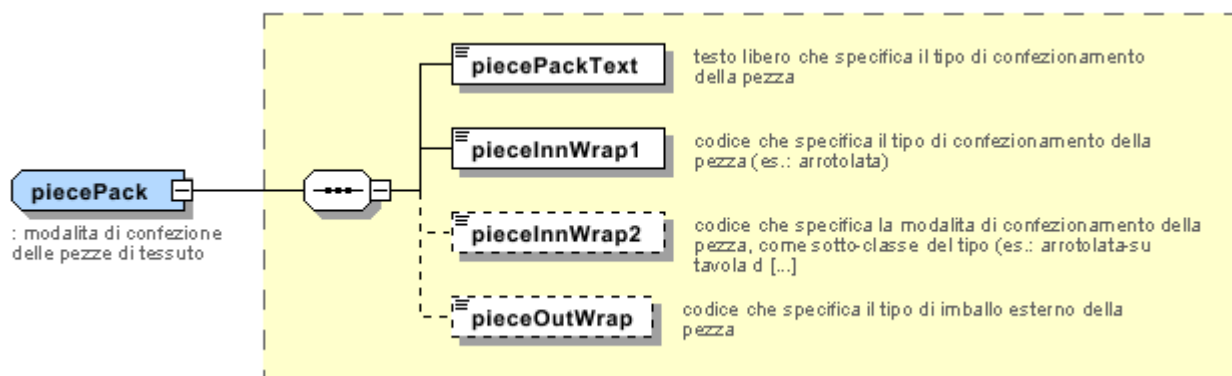 piecePackText
testo libero che specifica il tipo di confezionamento
della pezza
pieceInnWrap1
codice che specifica il tipo di confezionamento della
pezza (es.: arrotolata)
piecePack
: modalita di confezione
delle pezze di tessuto
pieceInnWrap2
codice che specifica la modalita di confezionamento della
pezza, come sotto-classe del tipo (es.: arrotolata-su
tavola d [...]
pieceOutWrap
codice che specifica il tipo di imballo esterno della
pezza